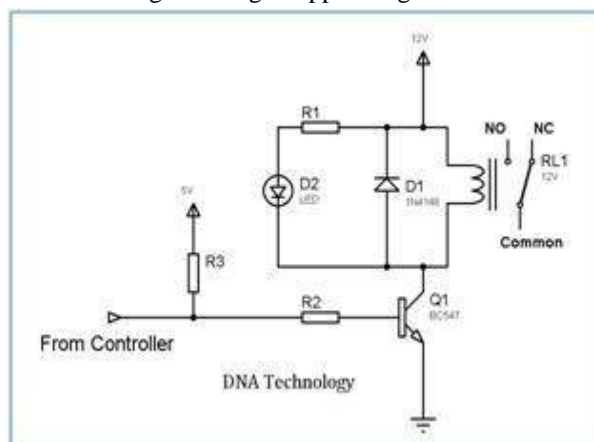 12V
R1
NO NC
RL1
12V
D2
LED
D1
1N4148
5V
R3
R2
Q1
BC547
Common
From Controller
DNA Technology